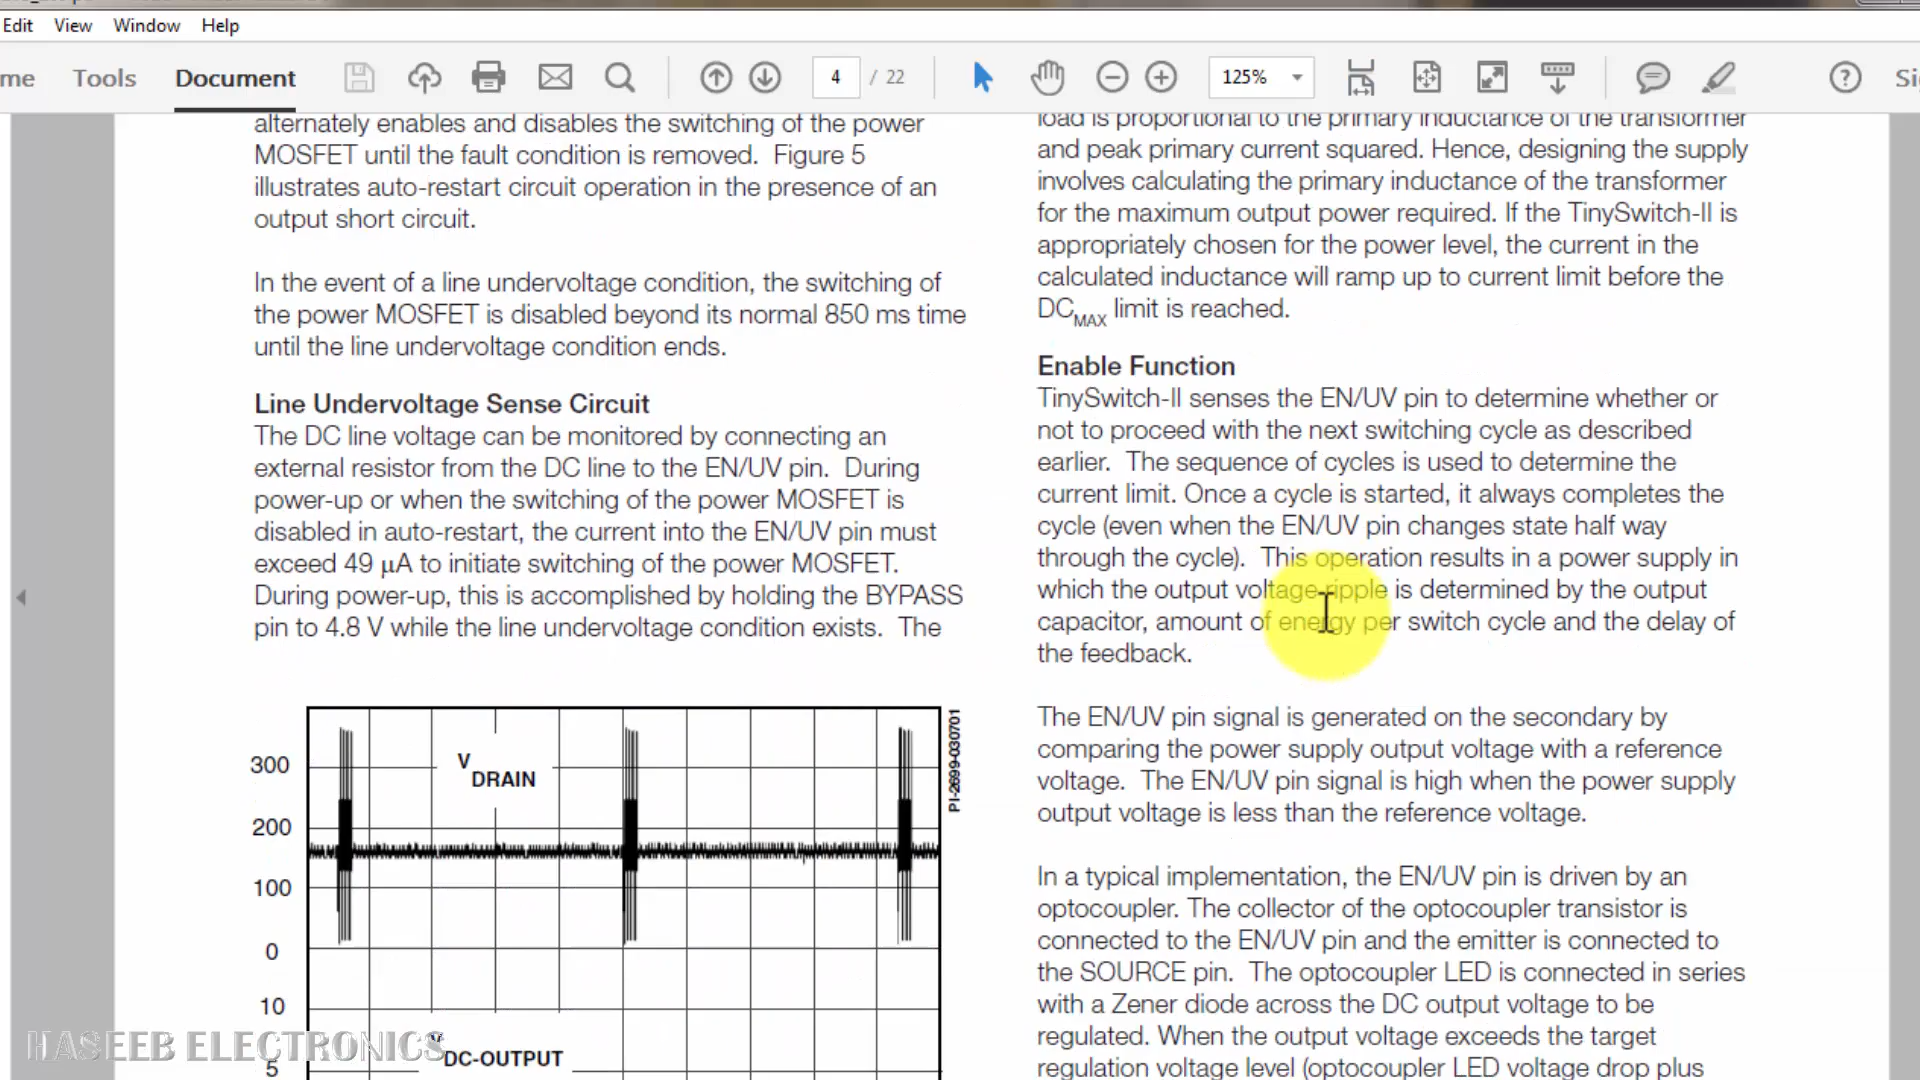 Edit View Window Help
me Tools Document 4 / 22 125%
alternately enables and disables the switching of the power
MOSFET until the fault condition is removed. Figure 5
illustrates auto-restart circuit operation in the presence of an
output short circuit.
In the event of a line undervoltage condition, the switching of
the power MOSFET is disabled beyond its normal 850 ms time
until the line undervoltage condition ends.
Line Undervoltage Sense Circuit
The DC line voltage can be monitored by connecting an
external resistor from the DC line to the EN/UV pin. During
power-up or when the switching of the power MOSFET is
disabled in auto-restart, the current into the EN/UV pin must
exceed 49 µA to initiate switching of the power MOSFET.
During power-up, this is accomplished by holding the BYPASS
pin to 4.8 V while the line undervoltage condition exists. The
300
200
100
0
10
5
V DRAIN
PI-2699-030701
V DC-OUTPUT
HASEEB ELECTRONICS
load is proportional to the primary inductance of the transformer
and peak primary current squared. Hence, designing the supply
involves calculating the primary inductance of the transformer
for the maximum output power required. If the TinySwitch-II is
appropriately chosen for the power level, the current in the
calculated inductance will ramp up to current limit before the
DCMAX limit is reached.
Enable Function
TinySwitch-II senses the EN/UV pin to determine whether or
not to proceed with the next switching cycle as described
earlier. The sequence of cycles is used to determine the
current limit. Once a cycle is started, it always completes the
cycle (even when the EN/UV pin changes state half way
through the cycle). This operation results in a power supply in
which the output voltage ripple is determined by the output
capacitor, amount of energy per switch cycle and the delay of
the feedback.
The EN/UV pin signal is generated on the secondary by
comparing the power supply output voltage with a reference
voltage. The EN/UV pin signal is high when the power supply
output voltage is less than the reference voltage.
In a typical implementation, the EN/UV pin is driven by an
optocoupler. The collector of the optocoupler transistor is
connected to the EN/UV pin and the emitter is connected to
the SOURCE pin. The optocoupler LED is connected in series
with a Zener diode across the DC output voltage to be
regulated. When the output voltage exceeds the target
regulation voltage level (optocoupler LED voltage drop plus